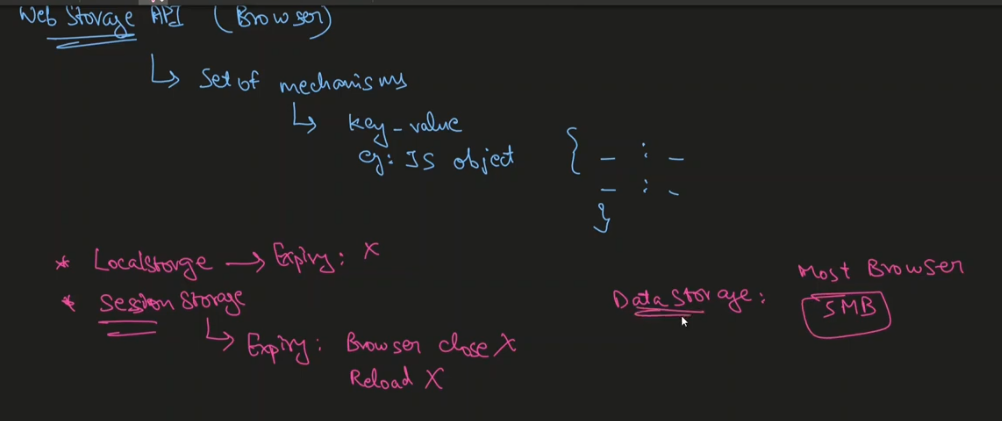 Web Storage API (Browser)
↳ Set of mechanisms
↳ Key-value
eg: JS object { _ : _
_ : _
}
* Localstorge → Expiry: X
* Session Storage
↳ Expiry: Browser close X
Reload X
Data storage: Most Browser
5MB